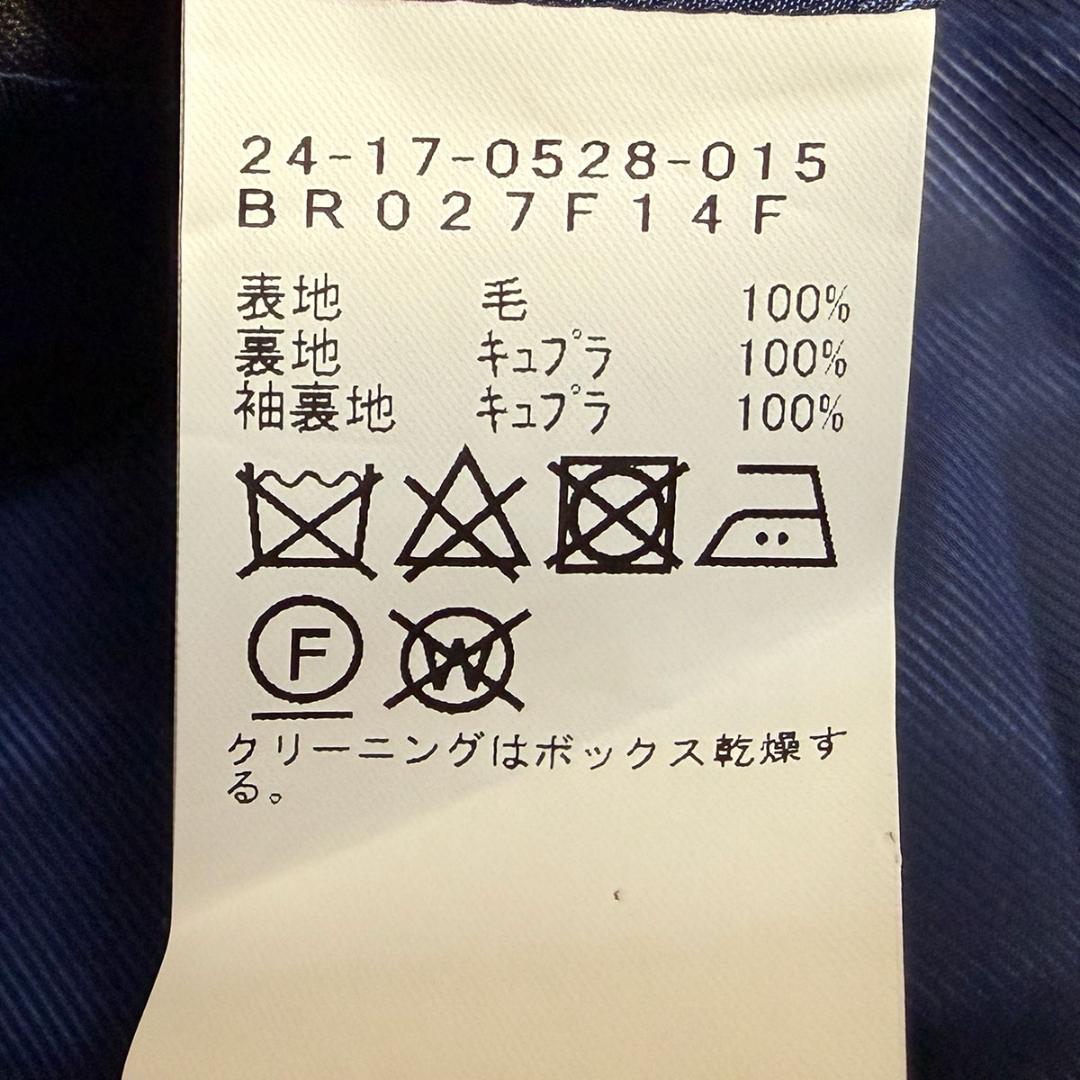 24-17-0528-015
BR027F14F
表地 毛 100%
裏地 ｷｭﾌﾟﾗ 100%
袖裏地 ｷｭﾌﾟﾗ 100%
F
W
クリーニングはボックス乾燥す
る。